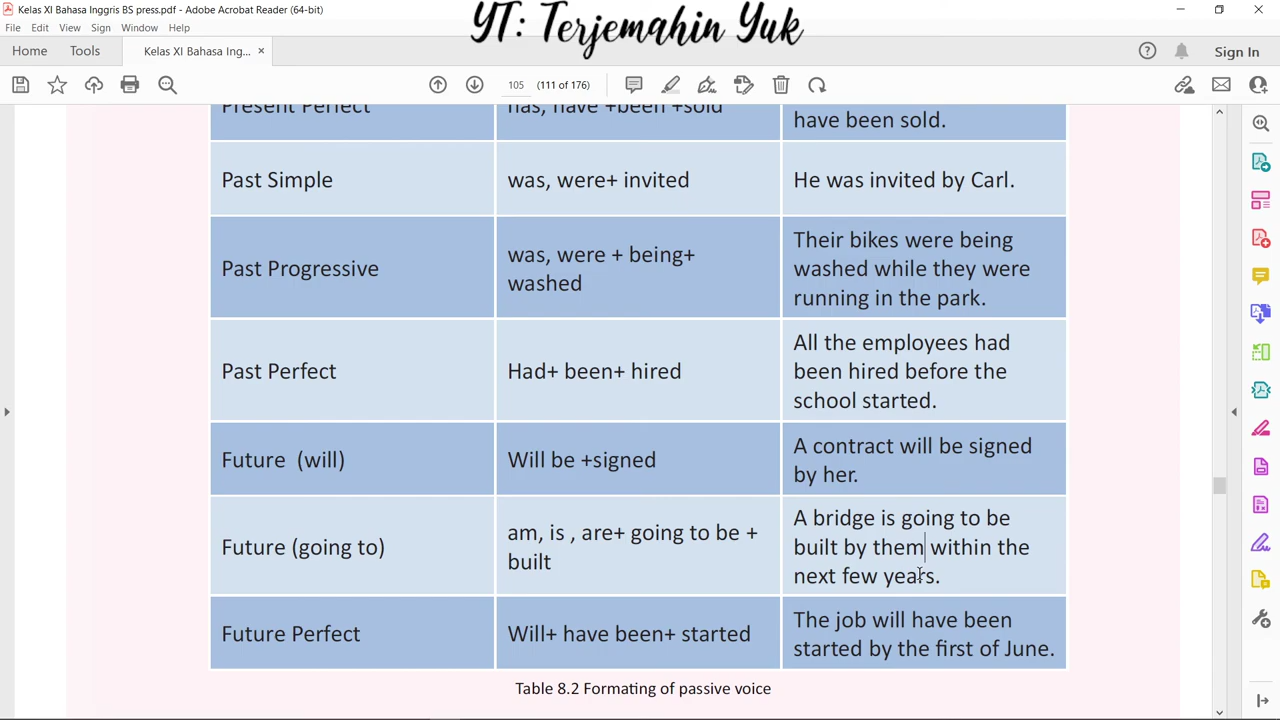 Kelas XI Bahasa Inggris BS press.pdf - Adobe Acrobat Reader (64-bit)
YT: Terjemahin Yuk
File Edit View Sign Window Help
Home Tools Kelas XI Bahasa Ing... × Sign In
105 (111 of 176)
Present Perfect has, have +been +sold have been sold.
Past Simple was, were+ invited He was invited by Carl.
Past Progressive
was, were + being+
washed
Their bikes were being
washed while they were
running in the park.
Past Perfect Had+ been+ hired
All the employees had
been hired before the
school started.
Future (will) Will be +signed
A contract will be signed
by her.
Future (going to)
am, is , are+ going to be +
built
A bridge is going to be
built by them within the
next few years.
Future Perfect Will+ have been+ started
The job will have been
started by the first of June.
Table 8.2 Formating of passive voice